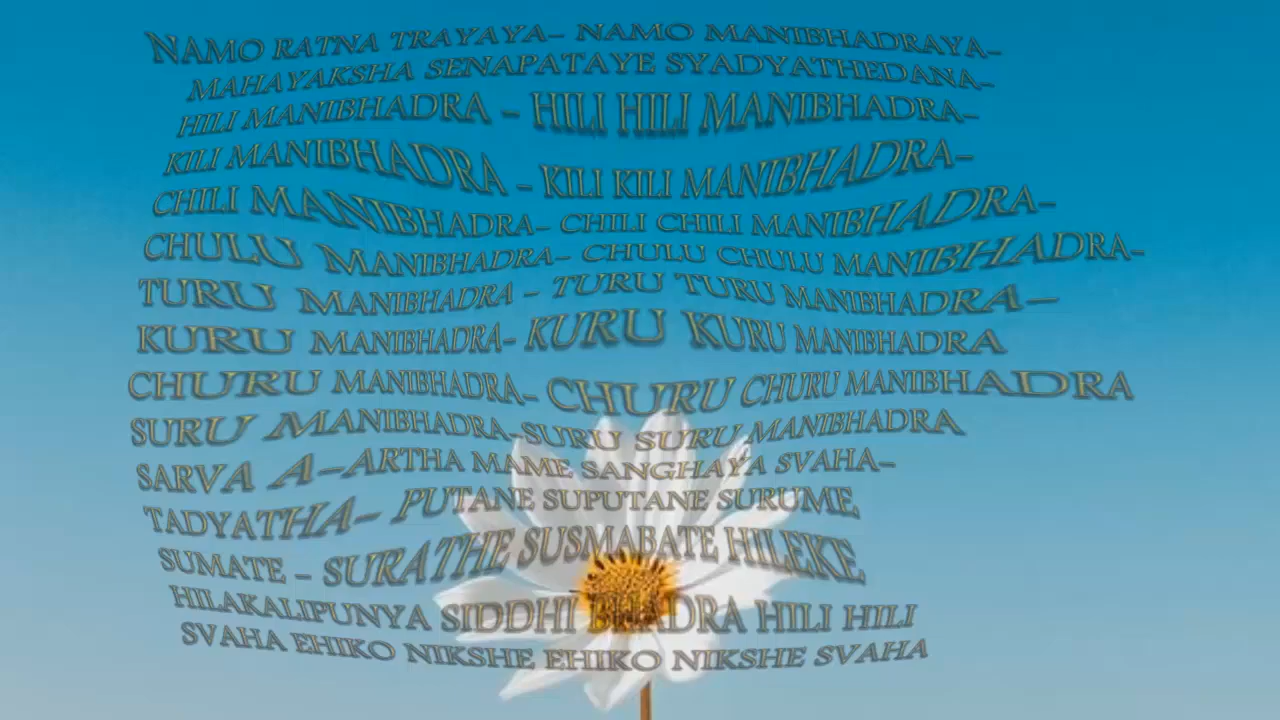 NAMO RATNA TRAYAYA– NAMO MANIBHADRAYA–
MAHAYAKSHA SENAPATAYE SYADYATHEDANA–
HILI MANIBHADRA – HILI HILI MANIBHADRA–
KILI MANIBHADRA – KILI KILI MANIBHADRA–
CHILI MANIBHADRA– CHILI CHILI MANIBHADRA–
CHULU MANIBHADRA– CHULU CHULU MANIBHADRA–
TURU MANIBHADRA – TURU TURU MANIBHADRA–
KURU MANIBHADRA– KURU KURU MANIBHADRA
CHURU MANIBHADRA– CHURU CHURU MANIBHADRA
SURU MANIBHADRA–SURU SURU MANIBHADRA
SARVA A–ARTHA MAME SANGHAYA SVAHA–
TADYATHA– PUTANE SUPUTANE SURUME
SUMATE – SURATHE SUSMABATE HILEKE
HILAKALIPUNYA SIDDHI BHADRA HILI HILI
SVAHA EHIKO NIKSHE EHIKO NIKSHE SVAHA